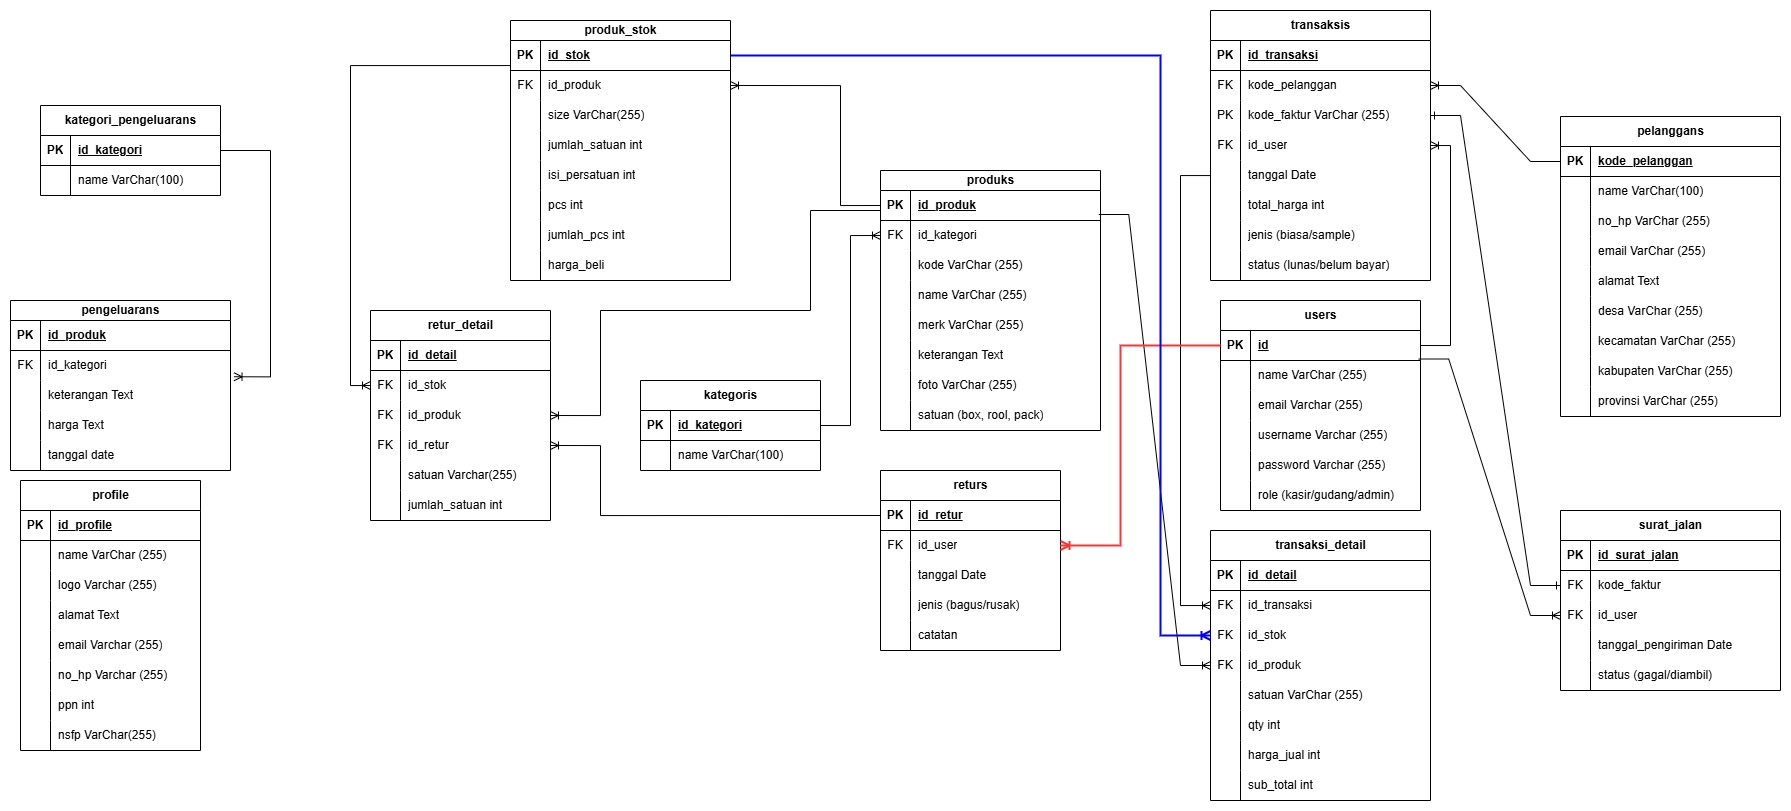 kategori_pengeluarans
PK id_kategori
name VarChar(100)
pengeluarans
PK id_produk
FK id_kategori
keterangan Text
harga Text
tanggal date
profile
PK id_profile
name VarChar (255)
logo Varchar (255)
alamat Text
email Varchar (255)
no_hp Varchar (255)
ppn int
nsfp VarChar(255)
produk_stok
PK id_stok
FK id_produk
size VarChar(255)
jumlah_satuan int
isi_persatuan int
pcs int
jumlah_pcs int
harga_beli
retur_detail
PK id_detail
FK id_stok
FK id_produk
FK id_retur
satuan Varchar(255)
jumlah_satuan int
kategoris
PK id_kategori
name VarChar(100)
produks
PK id_produk
FK id_kategori
kode VarChar (255)
name VarChar (255)
merk VarChar (255)
keterangan Text
foto VarChar (255)
satuan (box, rool, pack)
returs
PK id_retur
FK id_user
tanggal Date
jenis (bagus/rusak)
catatan
transaksis
PK id_transaksi
FK kode_pelanggan
PK kode_faktur VarChar (255)
FK id_user
tanggal Date
total_harga int
jenis (biasa/sample)
status (lunas/belum bayar)
users
PK id
name VarChar (255)
email Varchar (255)
username Varchar (255)
password Varchar (255)
role (kasir/gudang/admin)
transaksi_detail
PK id_detail
FK id_transaksi
FK id_stok
FK id_produk
satuan VarChar (255)
qty int
harga_jual int
sub_total int
pelanggans
PK kode_pelanggan
name VarChar(100)
no_hp VarChar (255)
email VarChar (255)
alamat Text
desa VarChar (255)
kecamatan VarChar (255)
kabupaten VarChar (255)
provinsi VarChar (255)
surat_jalan
PK id_surat_jalan
FK kode_faktur
FK id_user
tanggal_pengiriman Date
status (gagal/diambil)